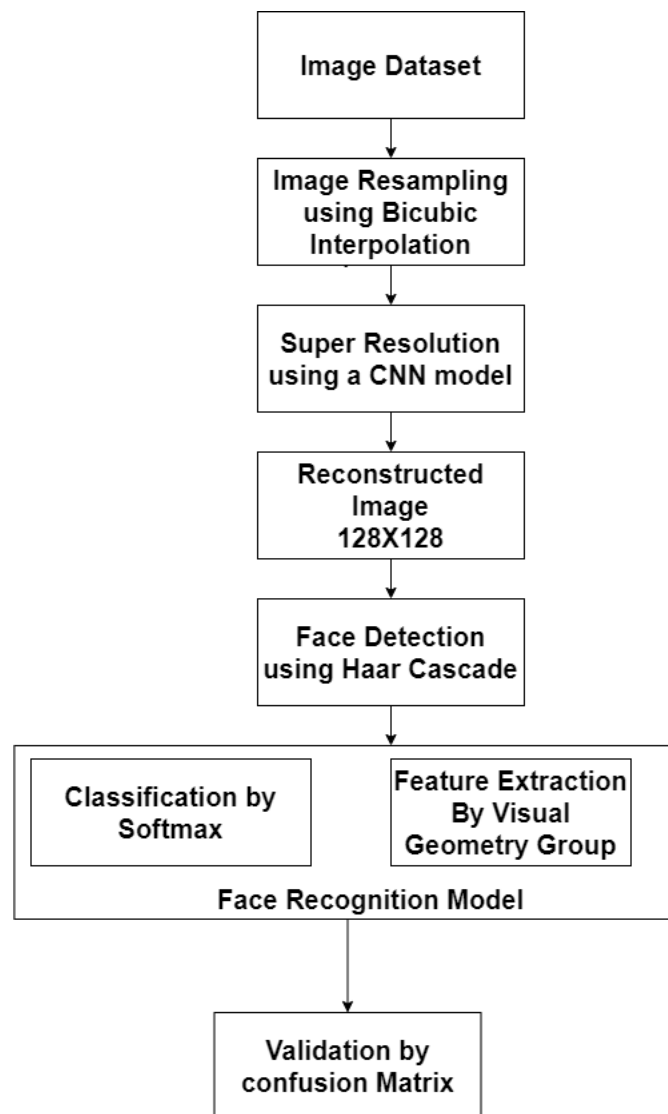 Image Dataset
Image Resampling
using Bicubic
Interpolation
Super Resolution
using a CNN model
Reconstructed
Image
128X128
Face Detection
using Haar Cascade
Classification by
Softmax
Feature Extraction
By Visual
Geometry Group
Face Recognition Model
Validation by
confusion Matrix